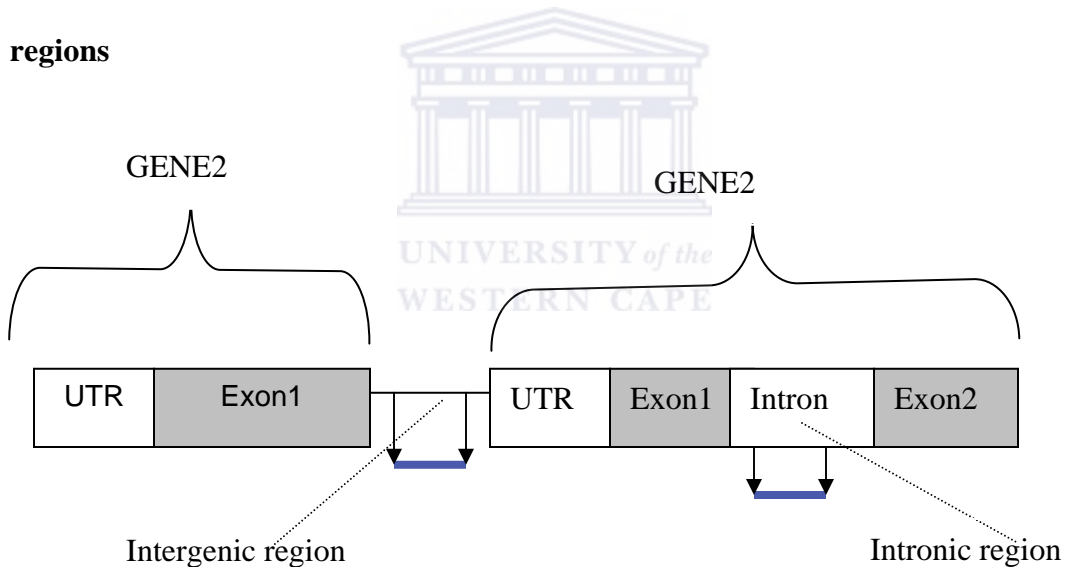 regions
GENE2
GENE2
UNIVERSITY of the
WESTERN CAPE
UTR
Exon1
UTR
Exon1
Intron
Exon2
Intergenic region
Intronic region